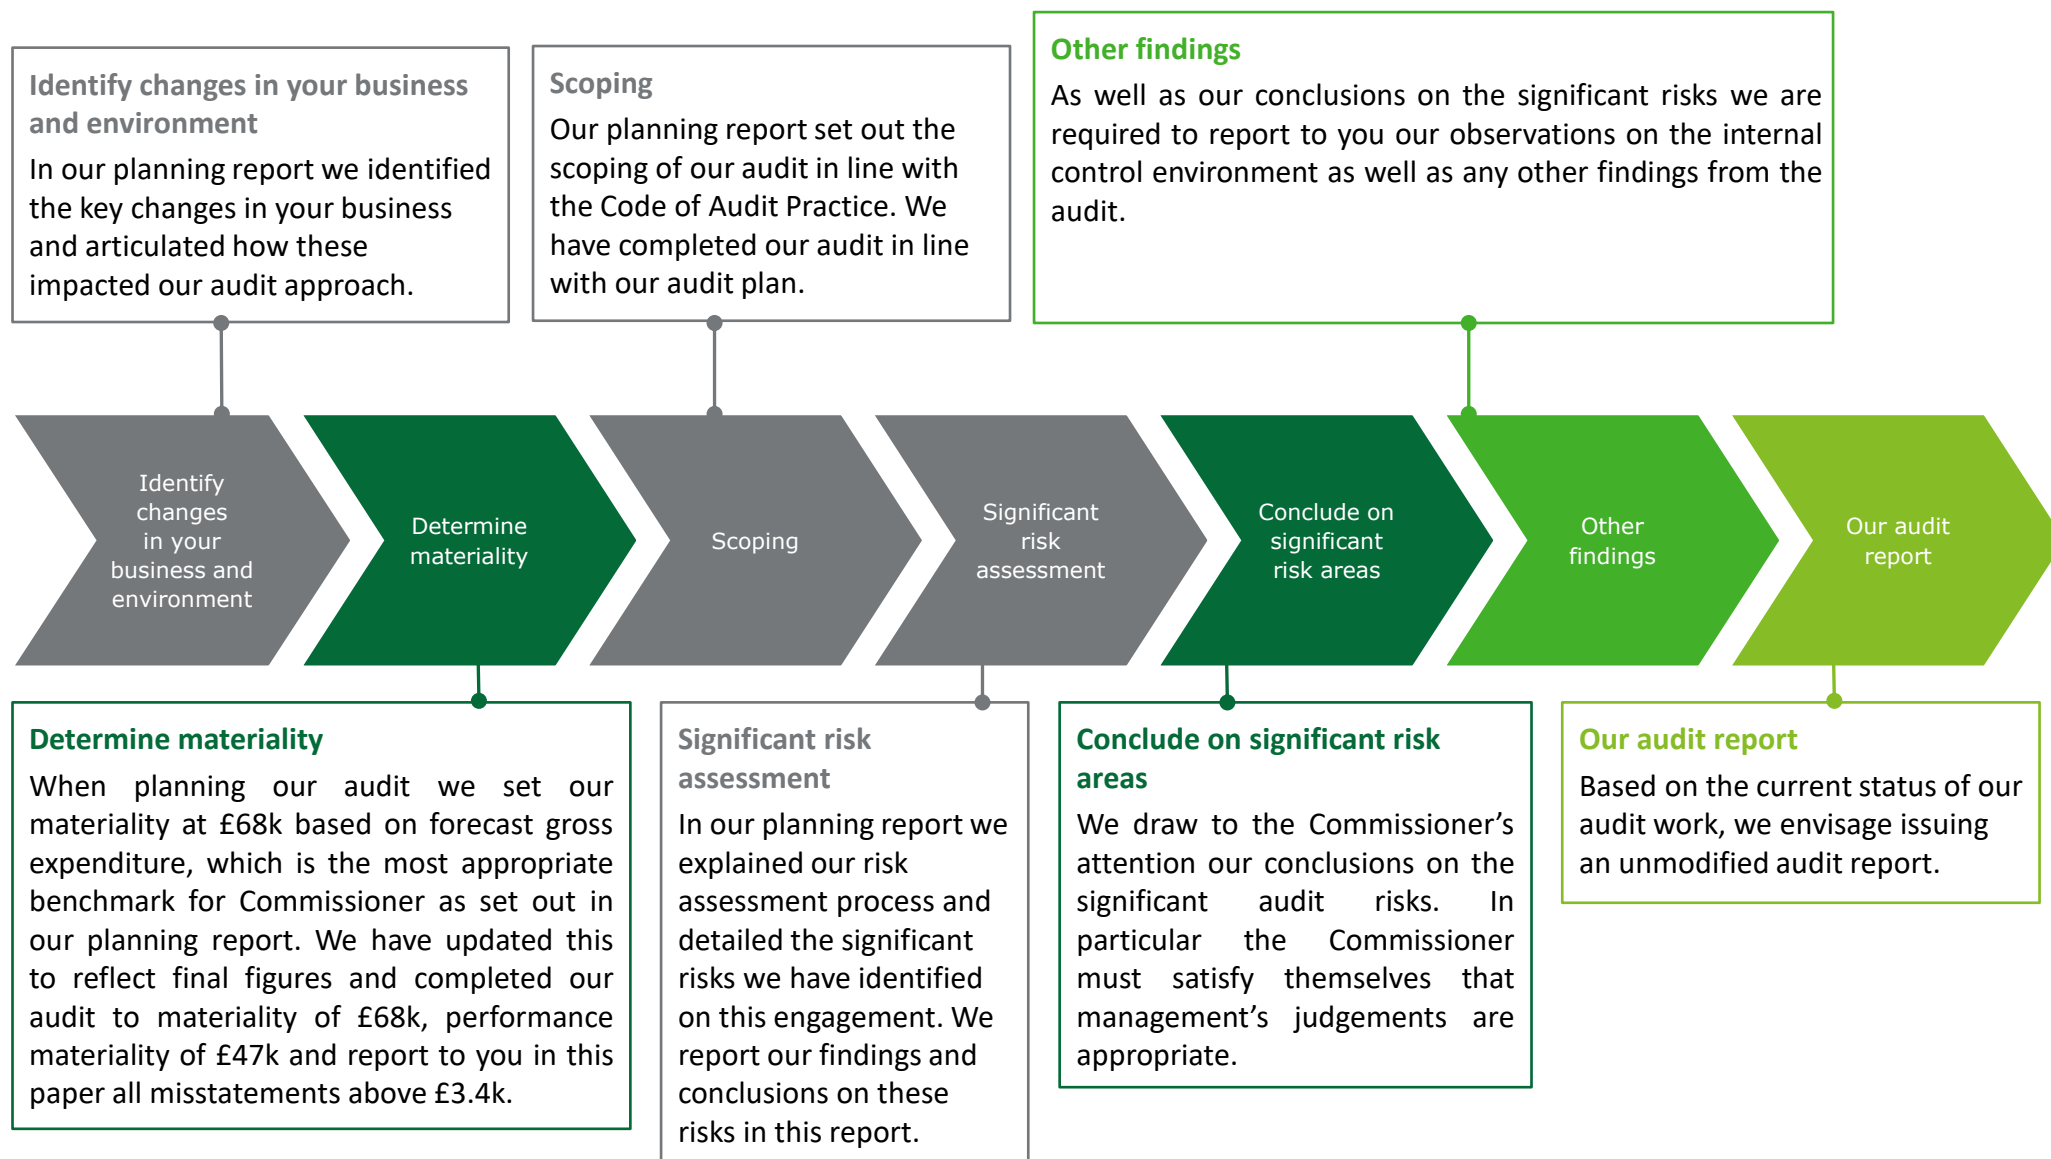 Identify changes in your business
and environment
In our planning report we identified
the key changes in your business
and articulated how these
impacted our audit approach.
Scoping
Our planning report set out the
scoping of our audit in line with
the Code of Audit Practice. We
have completed our audit in line
with our audit plan.
Other findings
As well as our conclusions on the significant risks we are
required to report to you our observations on the internal
control environment as well as any other findings from the
audit.
Identify
changes
in your
business and
environment
Determine
materiality
Scoping
Significant
risk
assessment
Conclude on
significant
risk areas
Other
findings
Our audit
report
Determine materiality
When planning our audit we set our
materiality at £68k based on forecast gross
expenditure, which is the most appropriate
benchmark for Commissioner as set out in
our planning report. We have updated this
to reflect final figures and completed our
audit to materiality of £68k, performance
materiality of £47k and report to you in this
paper all misstatements above £3.4k.
Significant risk
assessment
In our planning report we
explained our risk
assessment process and
detailed the significant
risks we have identified
on this engagement. We
report our findings and
conclusions on these
risks in this report.
Conclude on significant risk
areas
We draw to the Commissioner’s
attention our conclusions on the
significant audit risks. In
particular the Commissioner
must satisfy themselves that
management’s judgements are
appropriate.
Our audit report
Based on the current status of our
audit work, we envisage issuing
an unmodified audit report.